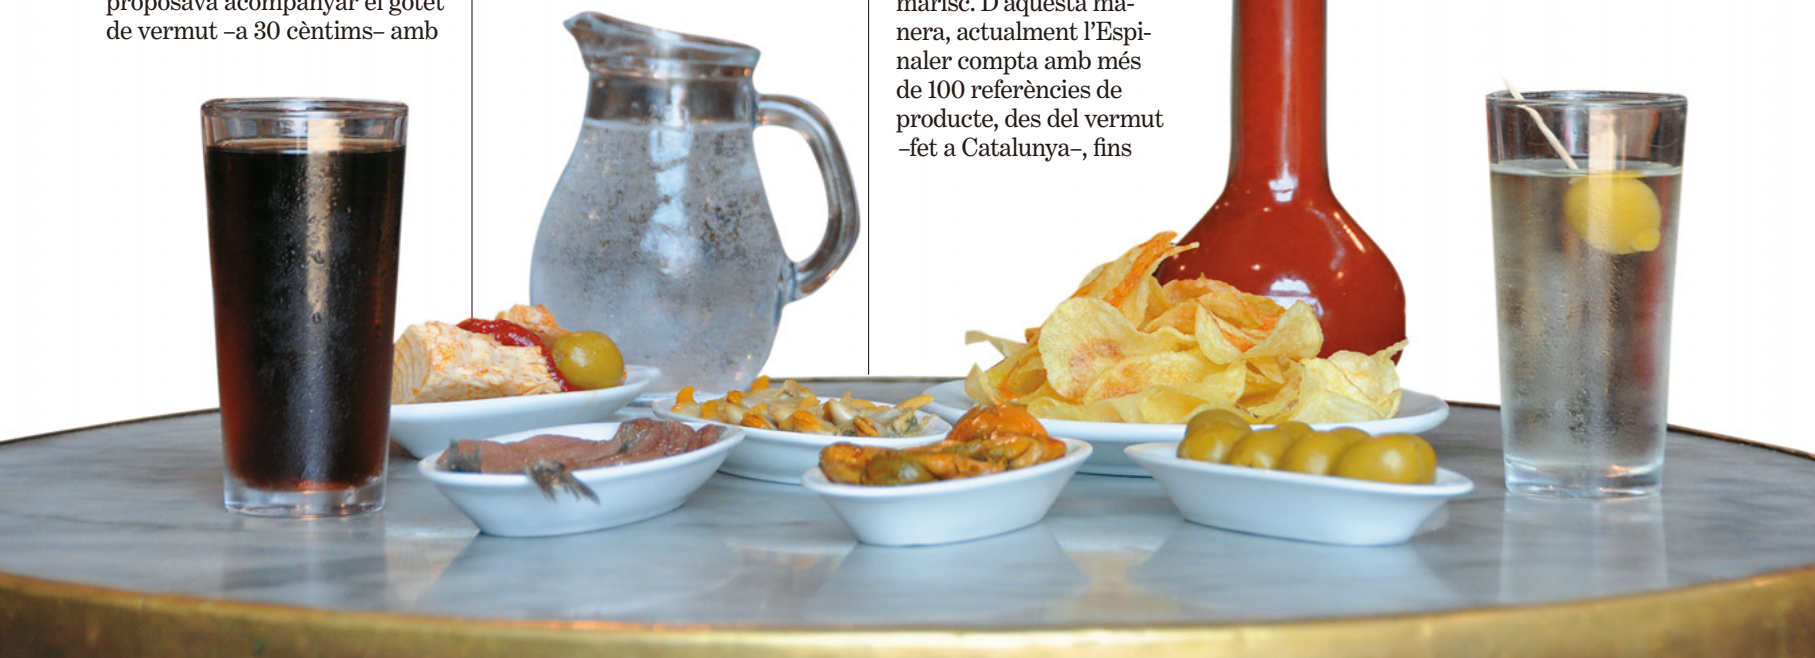 proposava acompanyar el gotet
de vermut –a 30 cèntims– amb
marisc. D'aquesta ma-
nera, actualment l'Espi-
naler compta amb més
de 100 referències de
producte, des del vermut
–fet a Catalunya–, fins